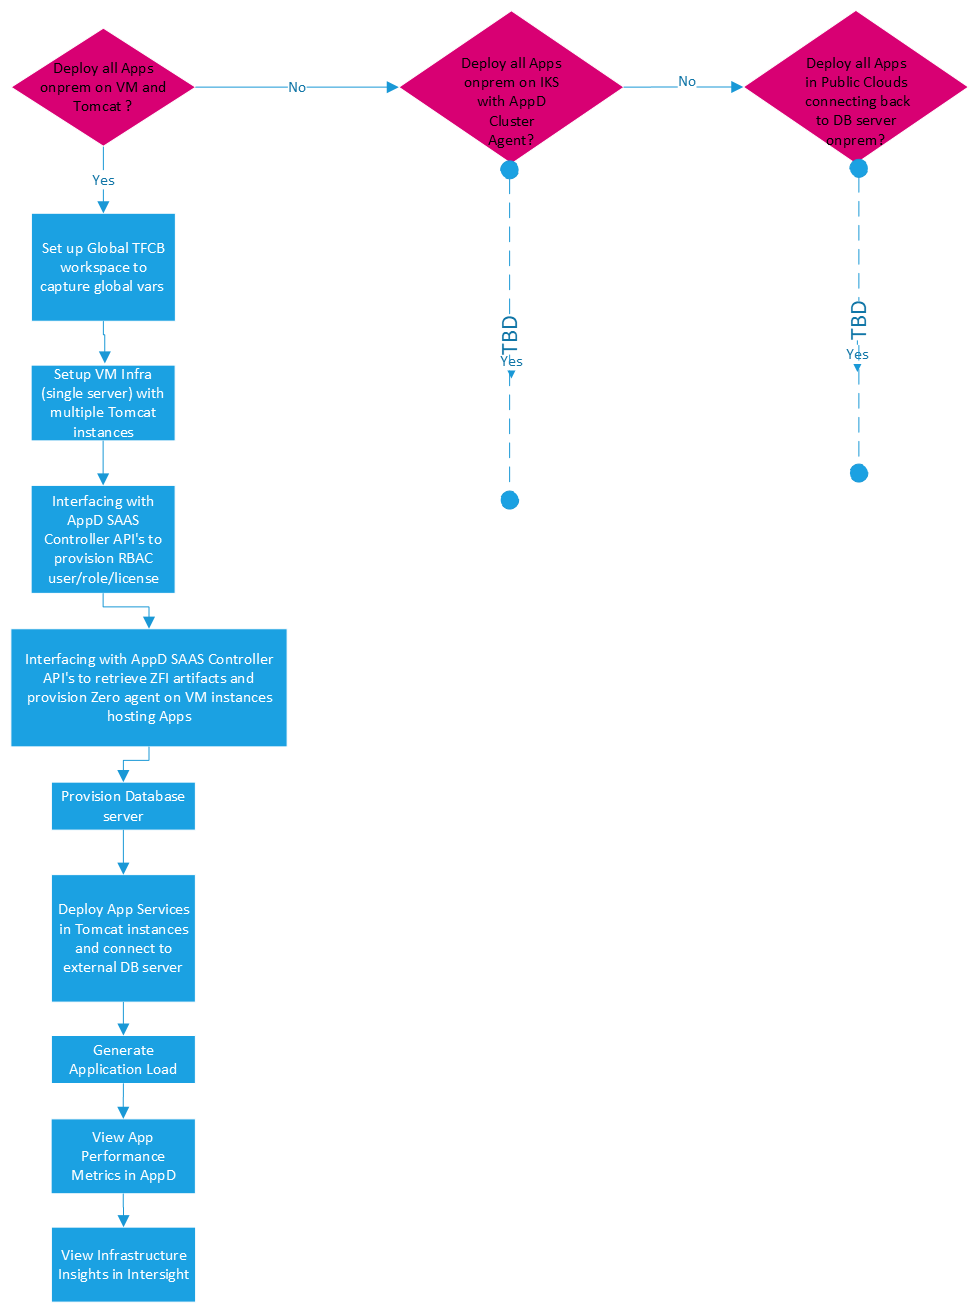 Deploy all Apps
onprem on VM and
Tomcat ?
No
Deploy all Apps
onprem on IKS
with AppD
Cluster
Agent?
No
Deploy all Apps
in Public Clouds
connecting back
to DB server
onprem?
Yes
Set up Global TFCB
workspace to
capture global vars
TBD
Yes
TBD
Yes
Setup VM Infra
(single server) with
multiple Tomcat
instances
Interfacing with
AppD SAAS
Controller API's to
provision RBAC
user/role/license
Interfacing with AppD SAAS Controller
API's to retrieve ZFI artifacts and
provision Zero agent on VM instances
hosting Apps
Provision Database
server
Deploy App Services
in Tomcat instances
and connect to
external DB server
Generate
Application Load
View App
Performance
Metrics in AppD
View Infrastructure
Insights in Intersight